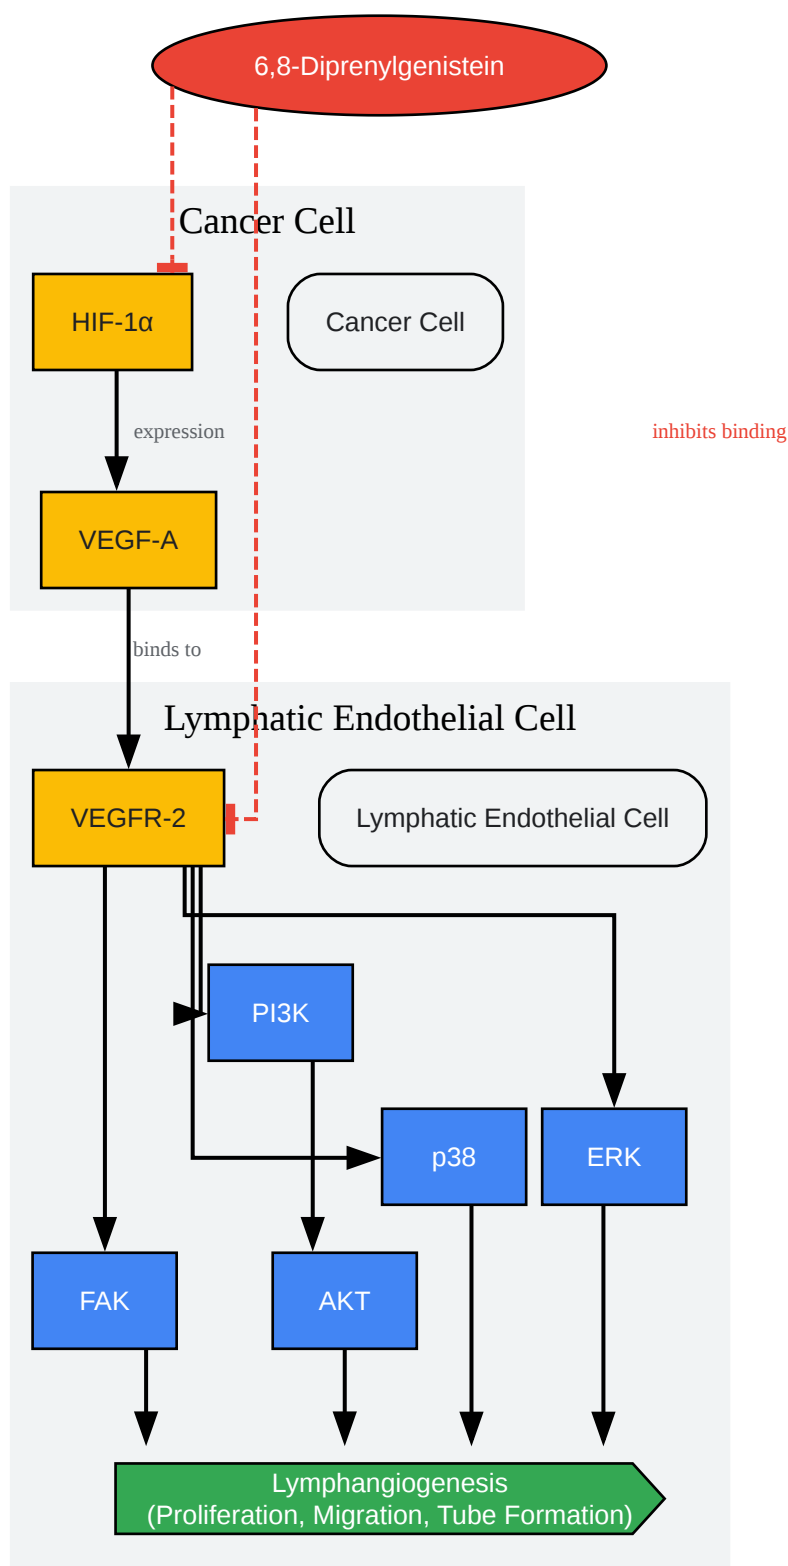 6,8-Diprenylgenistein
Cancer Cell
HIF-1α
Cancer Cell
expression
inhibits binding
VEGF-A
binds to
Lymphatic Endothelial Cell
VEGFR-2
Lymphatic Endothelial Cell
PI3K
p38
ERK
FAK
AKT
Lymphangiogenesis
(Proliferation, Migration, Tube Formation)